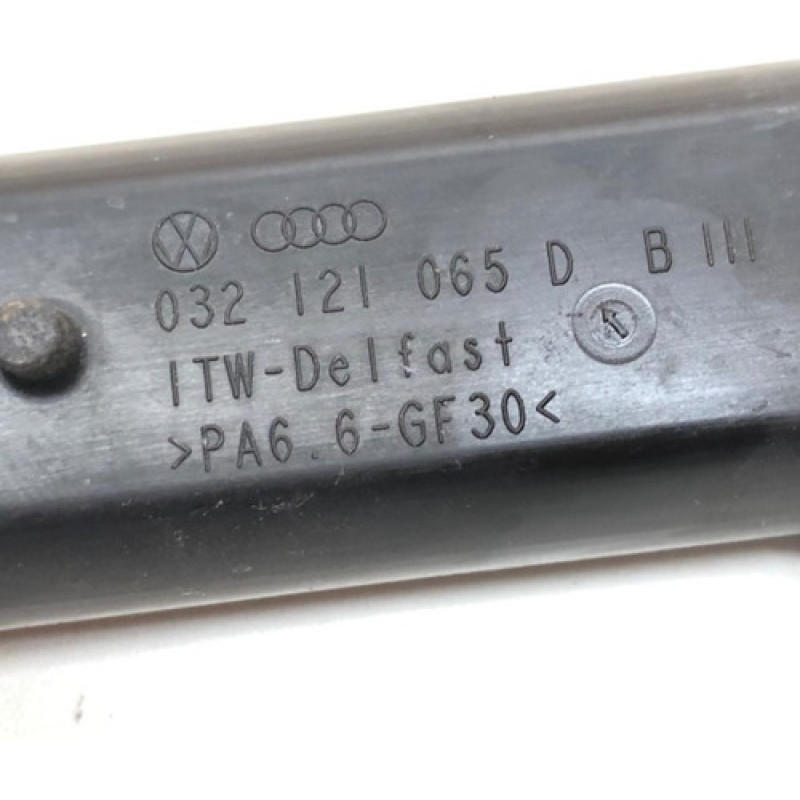 032 121 065 D B III
ITW-Delfast
>PA6.6-GF30<